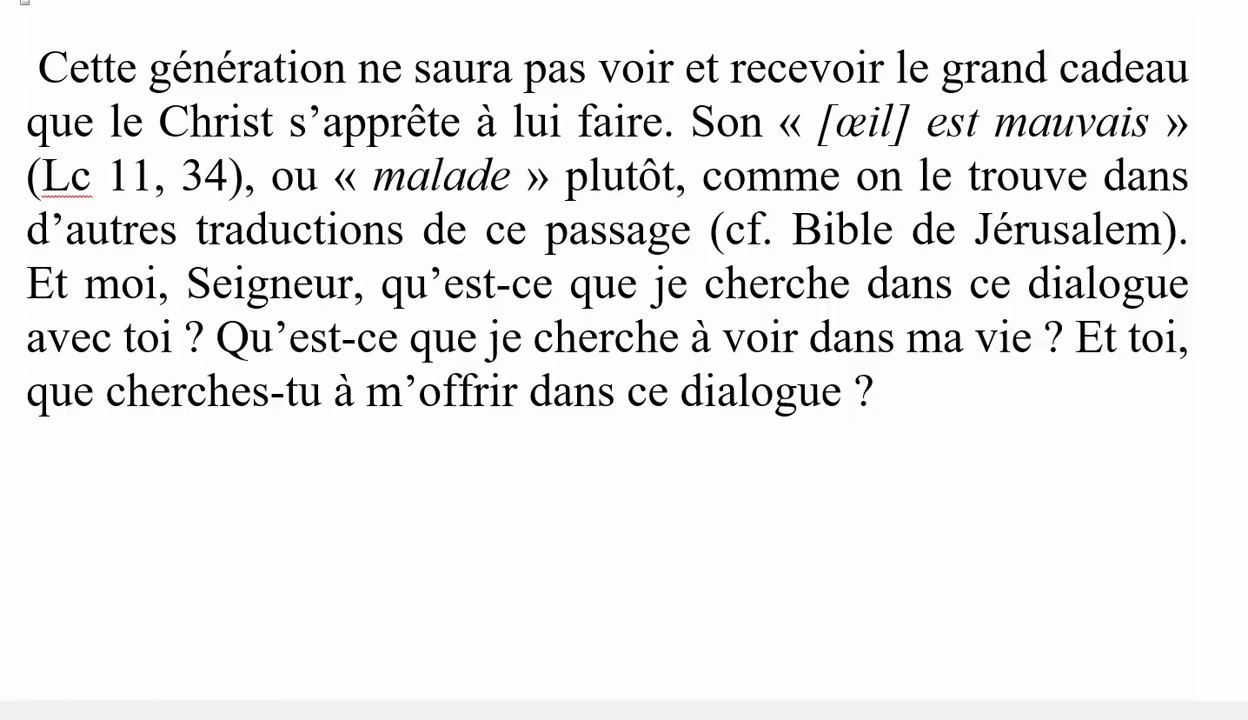 Cette génération ne saura pas voir et recevoir le grand cadeau
que le Christ s’apprête à lui faire. Son « [œil] est mauvais »
(Lc 11, 34), ou « malade » plutôt, comme on le trouve dans
d’autres traductions de ce passage (cf. Bible de Jérusalem).
Et moi, Seigneur, qu’est-ce que je cherche dans ce dialogue
avec toi ? Qu’est-ce que je cherche à voir dans ma vie ? Et toi,
que cherches-tu à m’offrir dans ce dialogue ?